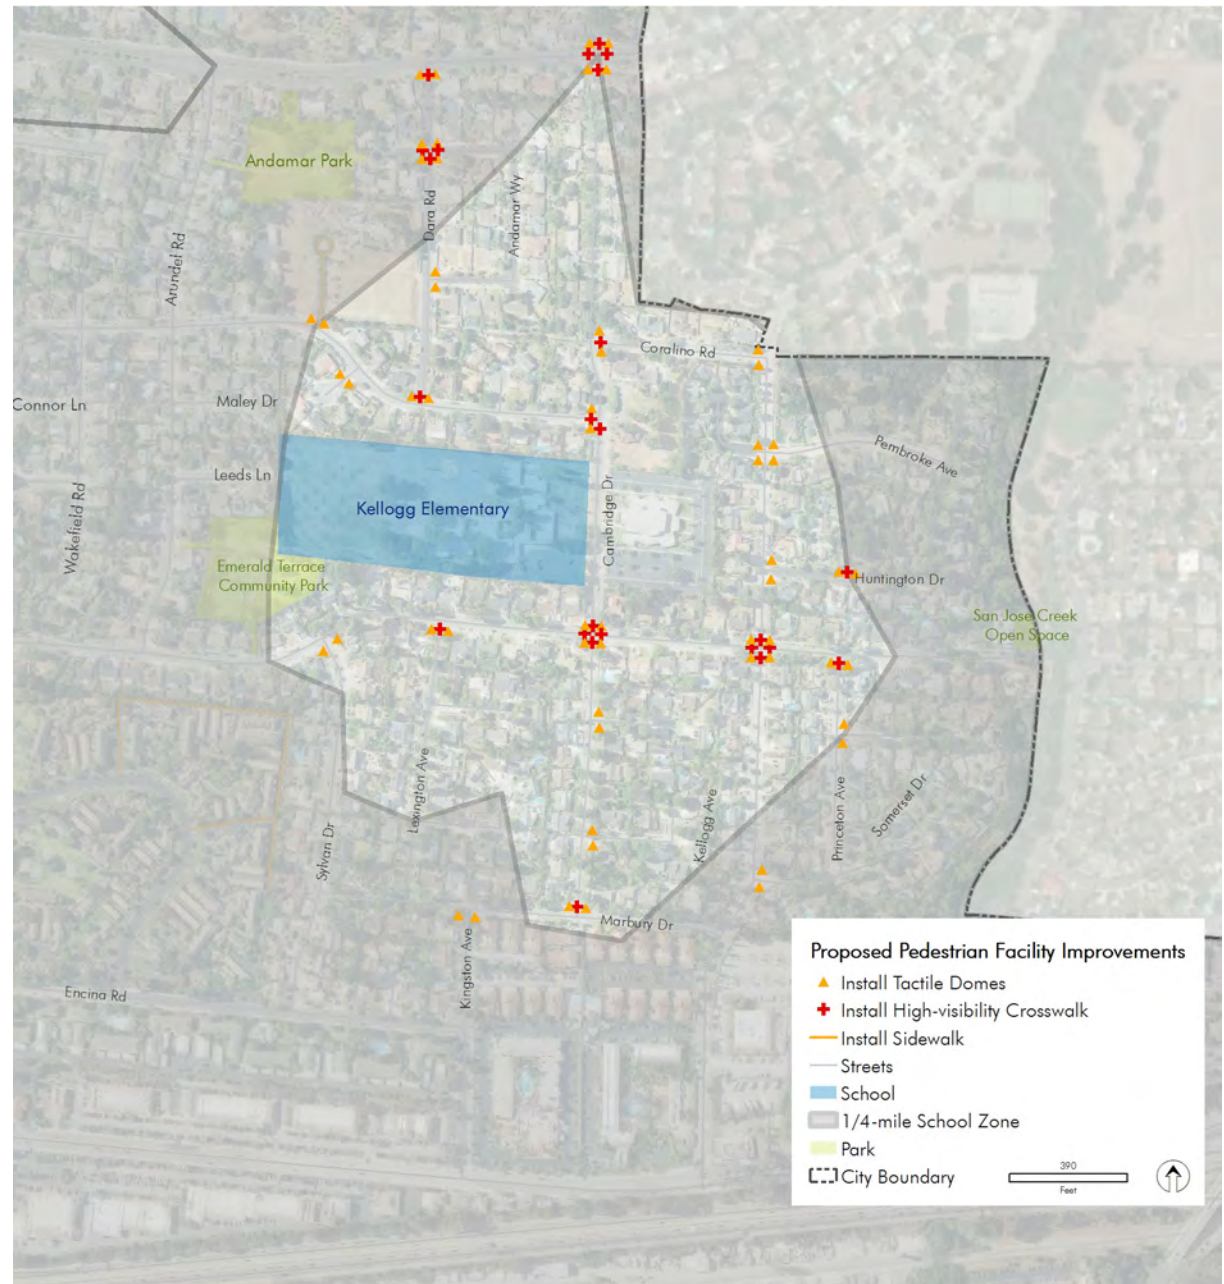 Andamar Park
Andamar Wy
Dara Rd
Arundel Rd
Coralino Rd
Connor Ln
Maley Dr
Pembroke Ave
Leeds Ln
Kellogg Elementary
Wakefield Rd
Cambridge Dr
Emerald Terrace
Community Park
Huntington Dr
San Jose Creek
Open Space
Lexington Ave
Sylvan Dr
Kellogg Ave
Princeton Ave
Somerset Dr
Marbury Dr
Kingston Ave
Encina Rd
Proposed Pedestrian Facility Improvements
Install Tactile Domes
Install High-visibility Crosswalk
Install Sidewalk
Streets
School
1/4-mile School Zone
Park
City Boundary
390
Feet